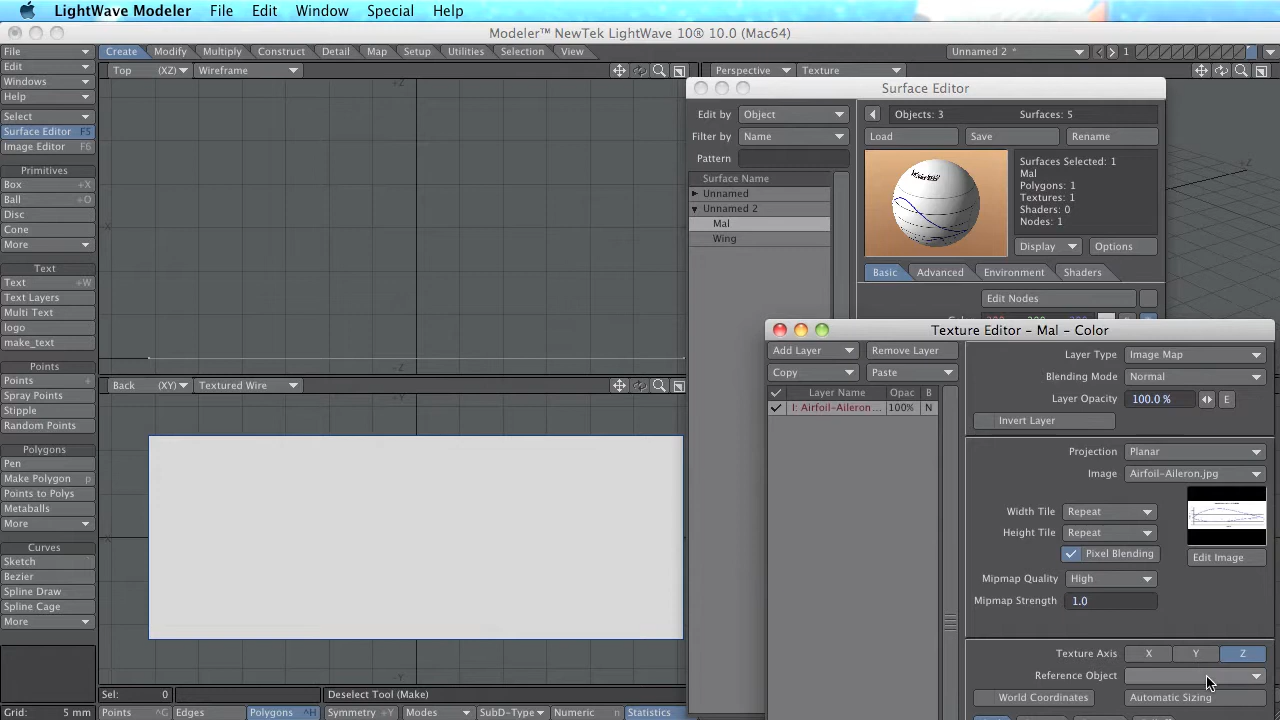 LightWave Modeler File Edit Window Special Help
Modeler™ NewTek LightWave 10® 10.0 (Mac64)
File Create Modify Multiply Construct Detail Map Setup Utilities Selection View Unnamed 2 * 1
Edit Top (XZ) Wireframe Perspective Texture
Windows
Help
Select
Surface Editor F5
Image Editor F6
Primitives
Box +X
Ball +O
Disc
Cone
More
Text
Text +W
Text Layers
Multi Text
logo
make_text
Points
Points +
Spray Points
Stipple
Random Points
Polygons
Pen
Make Polygon p
Points to Polys
Metaballs
More
Curves
Sketch
Bezier
Spline Draw
Spline Cage
More
Back (XY) Textured Wire
Surface Editor
Edit by Object
Filter by Name
Pattern
Surface Name
Unnamed
Unnamed 2
Mal
Wing
Objects: 3 Surfaces: 5
Load Save Rename
Surfaces Selected: 1
Mal
Polygons: 1
Textures: 1
Shaders: 0
Nodes: 1
Display Options
Basic Advanced Environment Shaders
Edit Nodes
Texture Editor - Mal - Color
Add Layer Remove Layer
Copy Paste
Layer Name Opac B
I: Airfoil-Aileron... 100% N
Layer Type Image Map
Blending Mode Normal
Layer Opacity 100.0 % E
Invert Layer
Projection Planar
Image Airfoil-Aileron.jpg
Width Tile Repeat
Height Tile Repeat
Pixel Blending
Edit Image
Mipmap Quality High
Mipmap Strength 1.0
Texture Axis X Y Z
Reference Object
World Coordinates Automatic Sizing
Sel: 0 Deselect Tool (Make)
Grid: 5 mm Points ^G Edges Polygons ^H Symmetry +Y Modes SubD-Type Numeric n Statistics